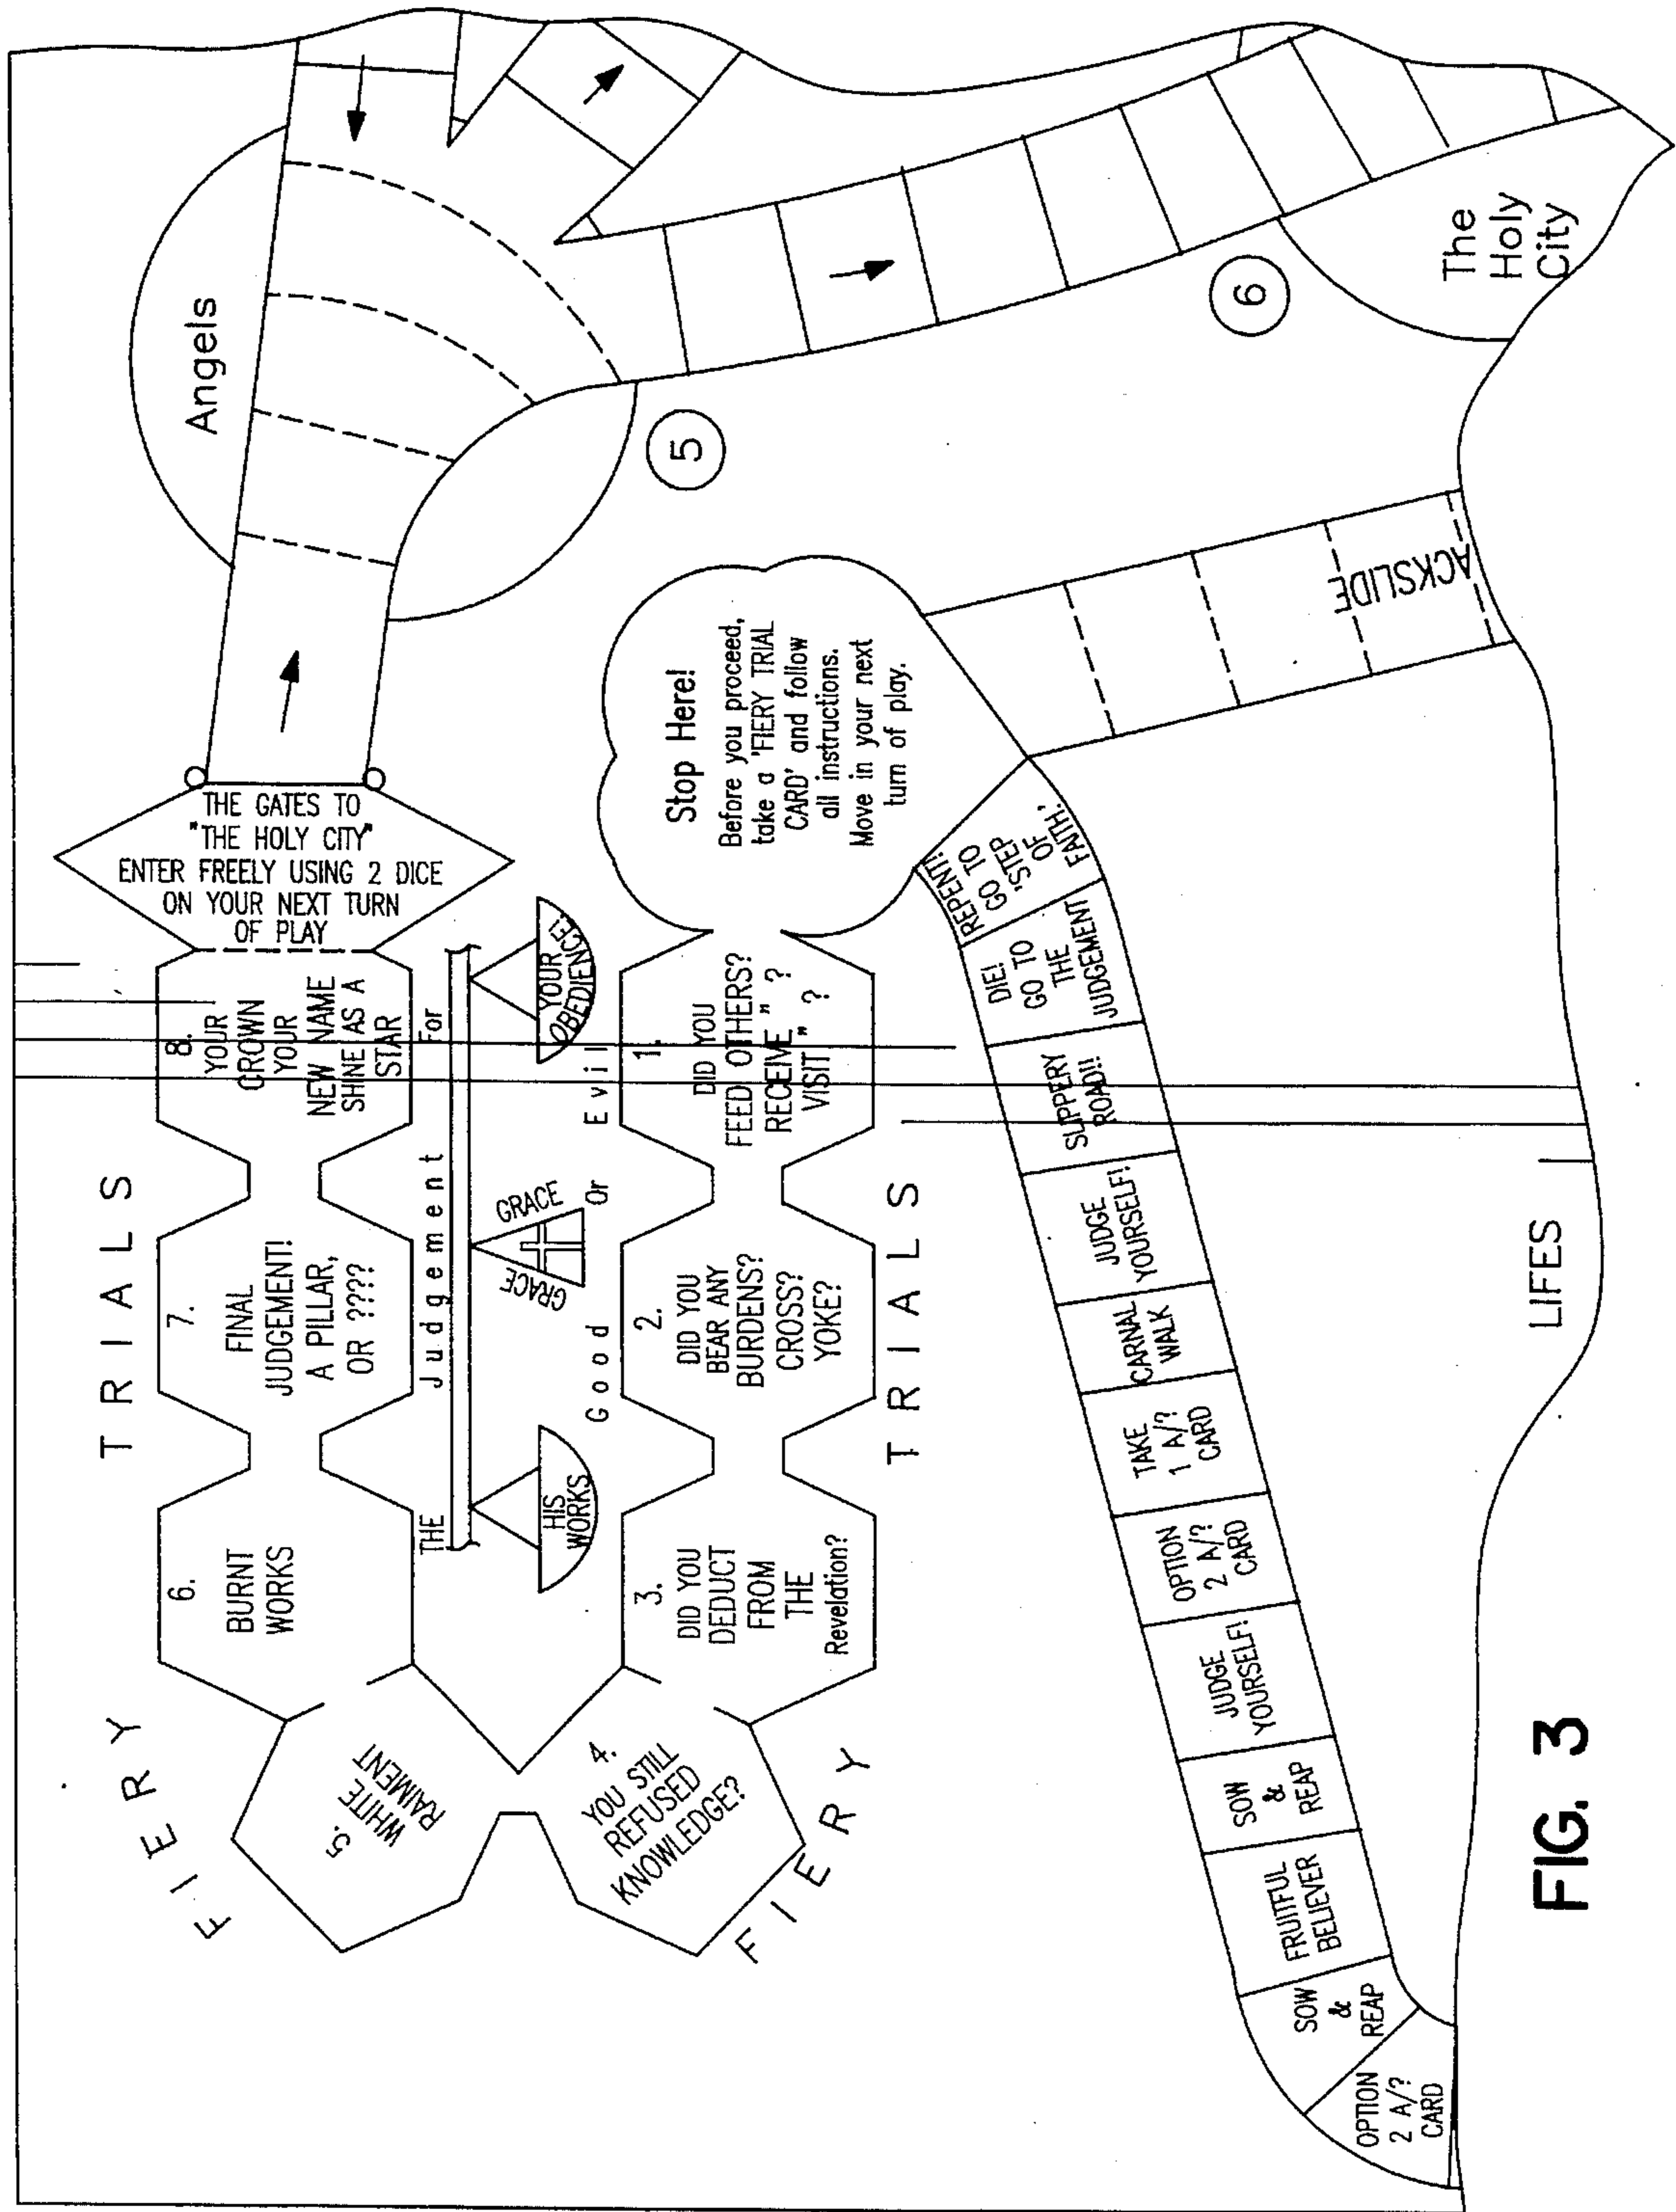 Angels
THE GATES TO
"THE HOLY CITY"
ENTER FREELY USING 2 DICE
ON YOUR NEXT TURN
OF PLAY
5
6
The
Holy
City
TRIALS
8.
YOUR
CROWN
YOUR
NEW NAME
SHINE AS A
STAR
7.
FINAL
JUDGEMENT!
A PILLAR,
OR ????
6.
BURNT
WORKS
FIERY
5.
WHITE
RAIMENT
THE Judgement For
YOUR
OBEDIENCE!
GRACE
GRACE
HIS
WORKS
Good Or Evil
1.
DID YOU
FEED OTHERS?
RECEIVE " ?
VISIT " ?
2.
DID YOU
BEAR ANY
BURDENS?
CROSS?
YOKE?
3.
DID YOU
DEDUCT
FROM
THE
Revelation?
4.
YOU STILL
REFUSED
KNOWLEDGE?
FIERY
TRIALS
Stop Here!
Before you proceed,
take a 'FIERY TRIAL
CARD' and follow
all instructions.
Move in your next
turn of play.
ACKSLIDE
REPENT!
GO TO
'STEP
OF
FAITH.'
DIE!
GO TO
THE
JUDGEMENT
SLIPPERY
ROAD!!
JUDGE
YOURSELF!
CARNAL
WALK
TAKE
1 A/?
CARD
OPTION
2 A/?
CARD
JUDGE
YOURSELF!
SOW
&
REAP
FRUITFUL
BELIEVER
SOW
&
REAP
OPTION
2 A/?
CARD
LIFES
FIG. 3